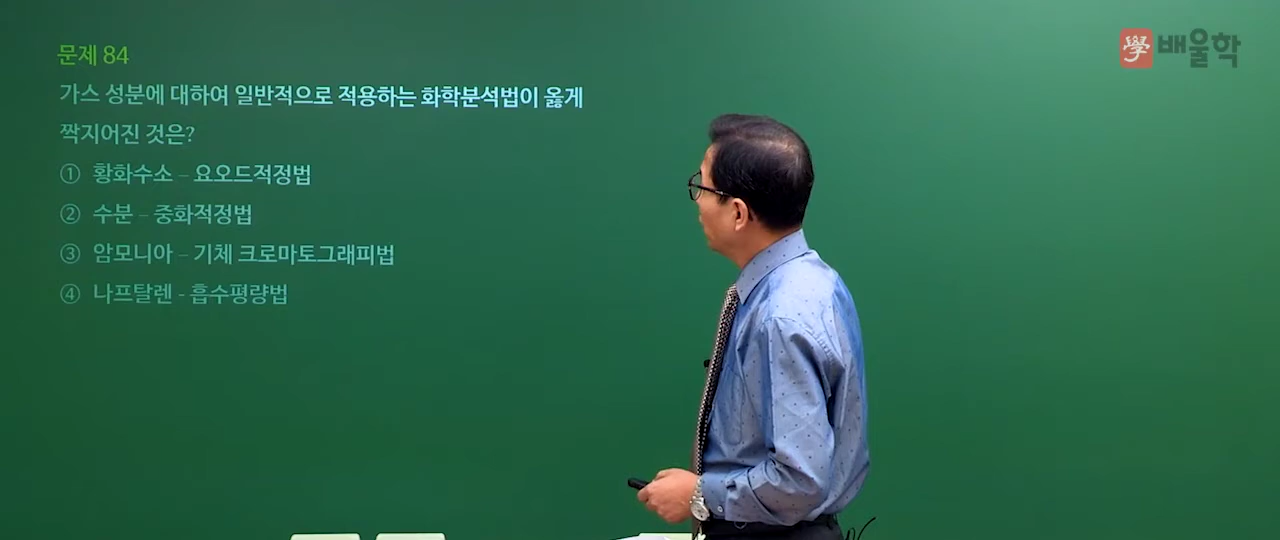 문제 84
學 배울학
가스 성분에 대하여 일반적으로 적용하는 화학분석법이 옳게
짝지어진 것은?
① 황화수소 – 요오드적정법
② 수분 – 중화적정법
③ 암모니아 – 기체 크로마토그래피법
④ 나프탈렌 - 흡수평량법